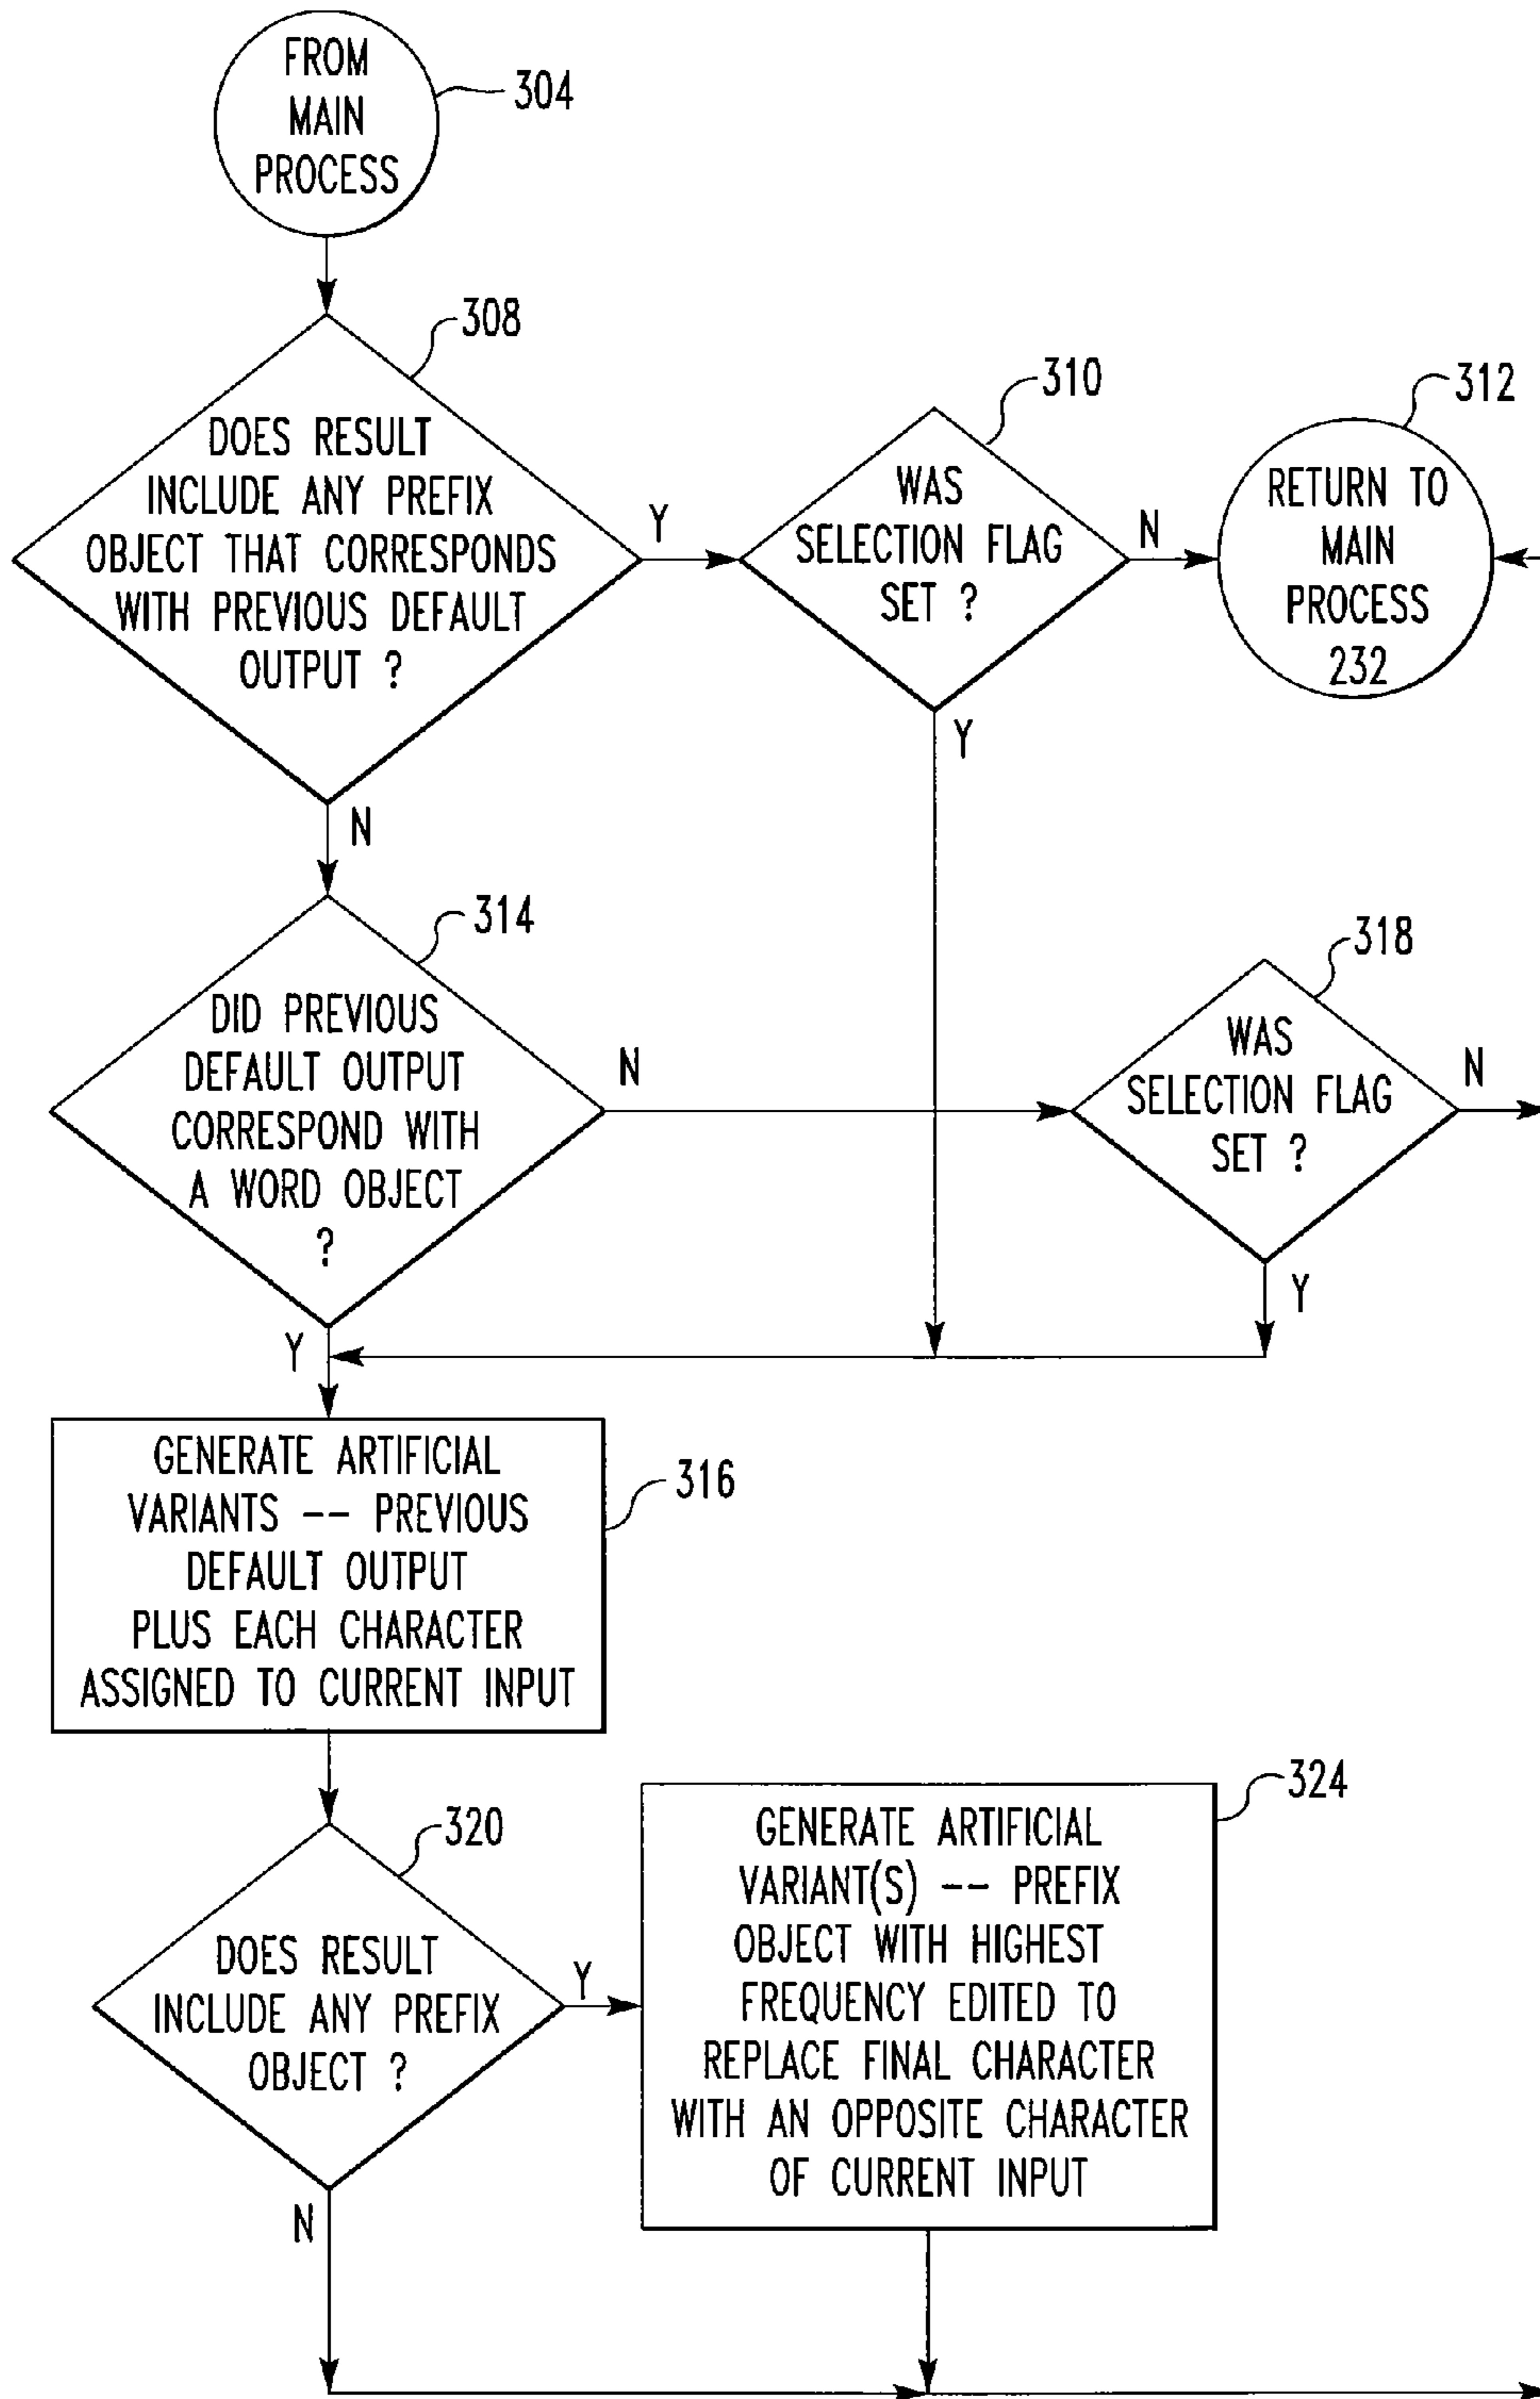 FROM
MAIN
PROCESS
304
308
DOES RESULT
INCLUDE ANY PREFIX
OBJECT THAT CORRESPONDS
WITH PREVIOUS DEFAULT
OUTPUT ?
Y
N
310
WAS
SELECTION FLAG
SET ?
N
Y
312
RETURN TO
MAIN
PROCESS
232
314
DID PREVIOUS
DEFAULT OUTPUT
CORRESPOND WITH
A WORD OBJECT
?
N
Y
318
WAS
SELECTION FLAG
SET ?
N
Y
GENERATE ARTIFICIAL
VARIANTS -- PREVIOUS
DEFAULT OUTPUT
PLUS EACH CHARACTER
ASSIGNED TO CURRENT INPUT
316
320
DOES RESULT
INCLUDE ANY PREFIX
OBJECT ?
Y
N
324
GENERATE ARTIFICIAL
VARIANT(S) -- PREFIX
OBJECT WITH HIGHEST
FREQUENCY EDITED TO
REPLACE FINAL CHARACTER
WITH AN OPPOSITE CHARACTER
OF CURRENT INPUT